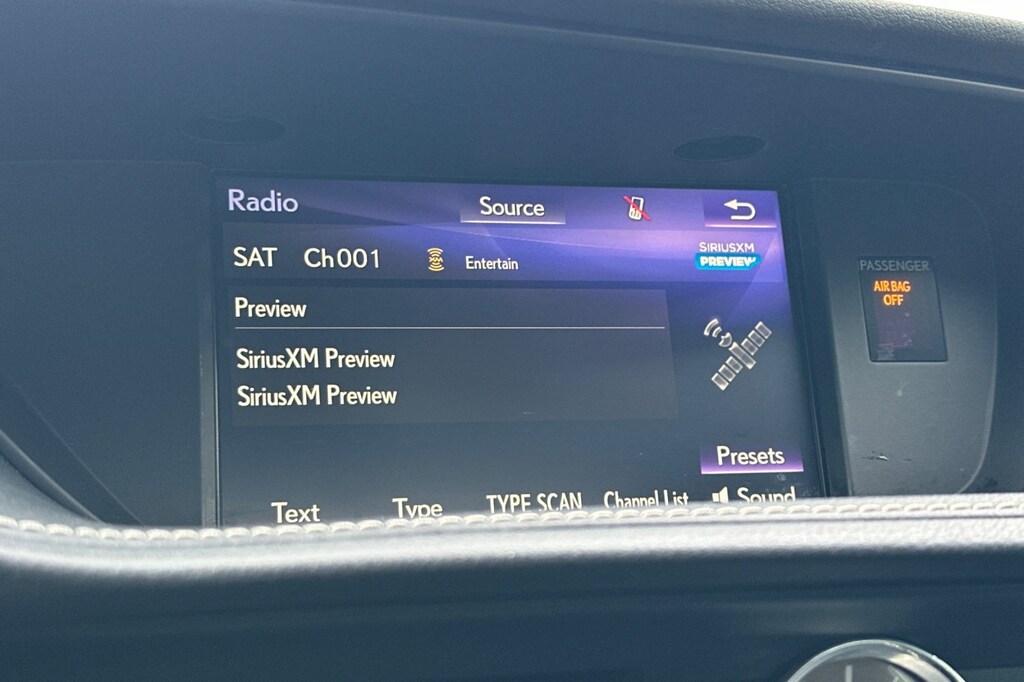 Radio
Source
SAT Ch001
Entertain
SIRIUSXM
PREVIEW
Preview
SiriusXM Preview
SiriusXM Preview
Presets
Text Type TYPE SCAN Channel List Sound
PASSENGER
AIR BAG
OFF